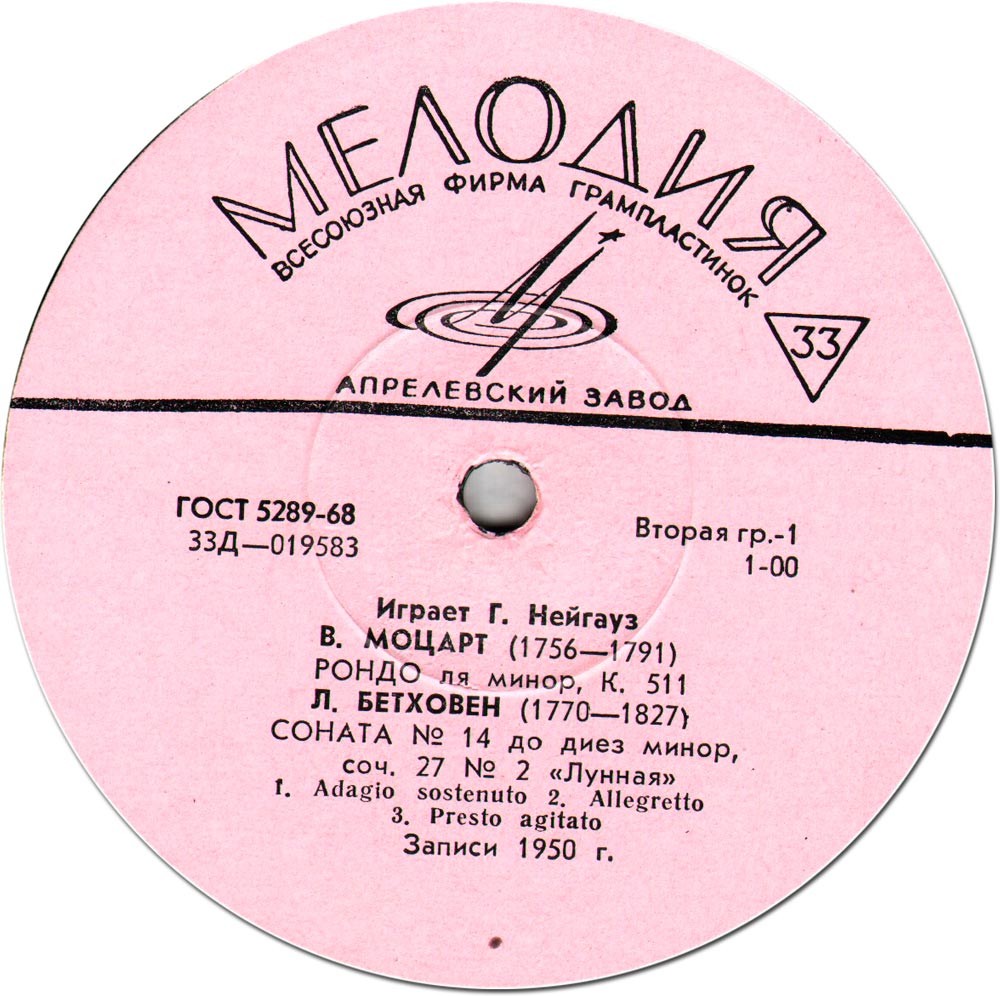 МЕЛОДИЯ
ВСЕСОЮЗНАЯ ФИРМА ГРАМПЛАСТИНОК
33
АПРЕЛЕВСКИЙ ЗАВОД
ГОСТ 5289-68
33Д—019583
Вторая гр.-1
1-00
Играет Г. Нейгауз
В. МОЦАРТ (1756—1791)
РОНДО ля минор, К. 511
Л. БЕТХОВЕН (1770—1827)
СОНАТА № 14 до диез минор,
соч. 27 № 2 «Лунная»
1. Adagio sostenuto 2. Allegretto
3. Presto agitato
Записи 1950 г.